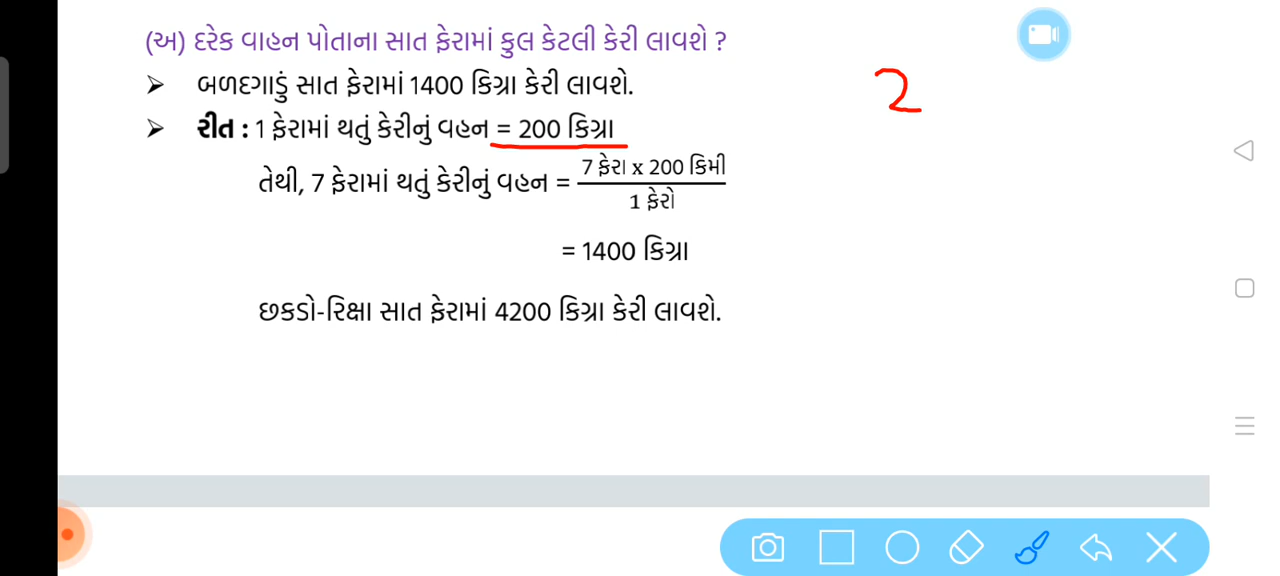 (અ) દરેક વાહન પોતાના સાત ફેરામાં કુલ કેટલી કેરી લાવશે ?
➢ બળદગાડું સાત ફેરામાં 1400 કિગ્રા કેરી લાવશે.
2
➢ રીત : 1 ફેરામાં થતું કેરીનું વહન = 200 કિગ્રા
તેથી, 7 ફેરામાં થતું કેરીનું વહન = 7 ફેરા x 200 કિમી / 1 ફેરો
= 1400 કિગ્રા
છકડો-રિક્ષા સાત ફેરામાં 4200 કિગ્રા કેરી લાવશે.